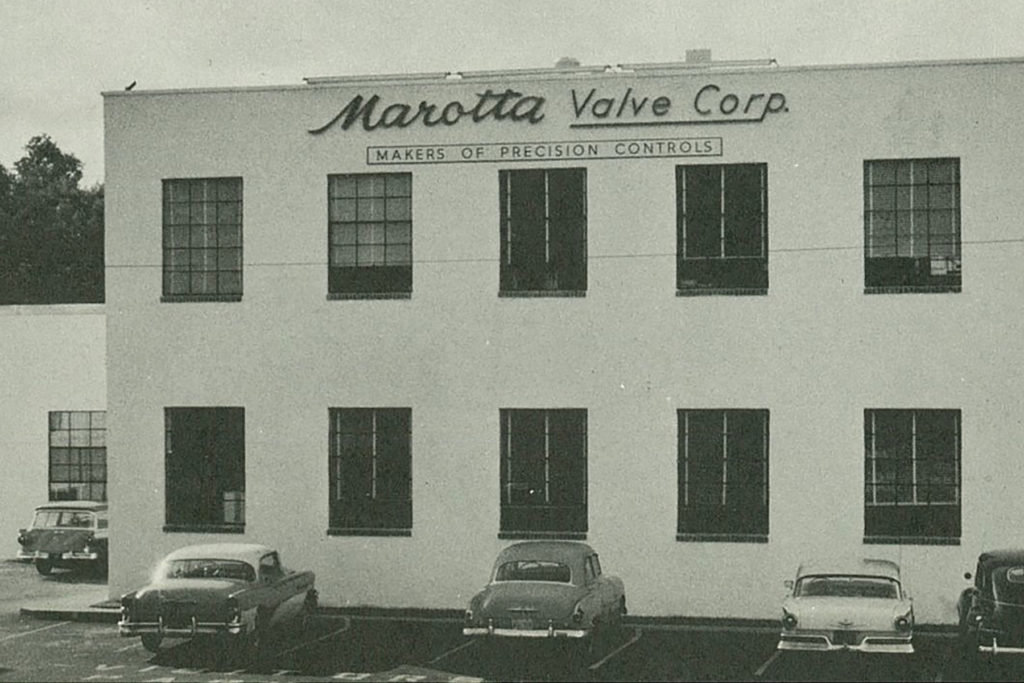 Marotta Valve Corp.
MAKERS OF PRECISION CONTROLS